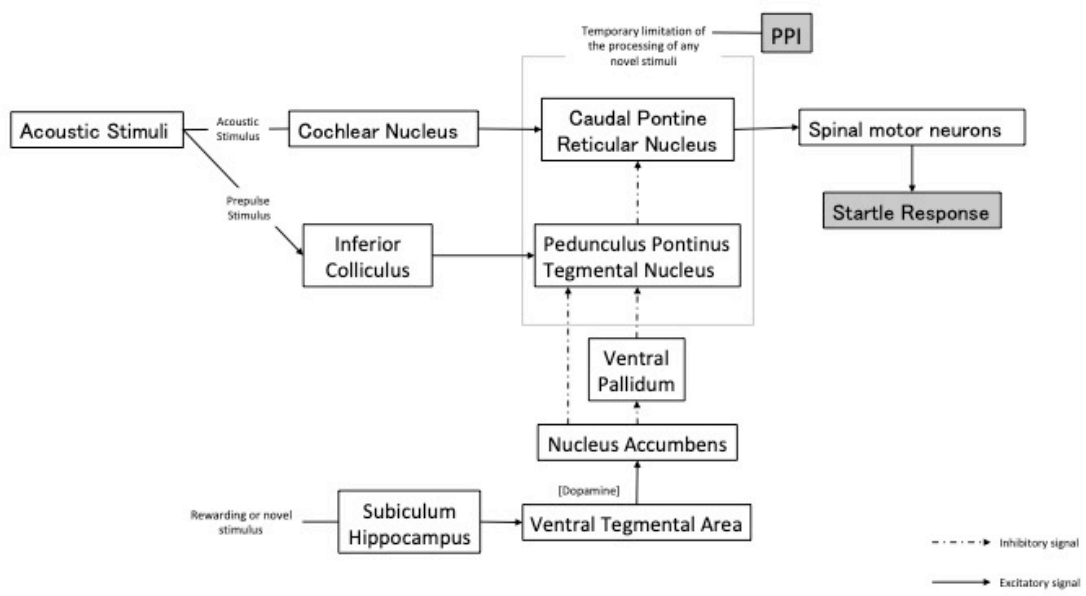 Temporary limitation of
the processing of any
novel stimuli
PPI
Acoustic Stimuli
Acoustic
Stimulus
Cochlear Nucleus
Caudal Pontine
Reticular Nucleus
Spinal motor neurons
Startle Response
Prepulse
Stimulus
Inferior
Colliculus
Pedunculus Pontinus
Tegmental Nucleus
Ventral
Pallidum
Nucleus Accumbens
[Dopamine]
Rewarding or novel
stimulus
Subiculum
Hippocampus
Ventral Tegmental Area
Inhibitory signal
Excitatory signal